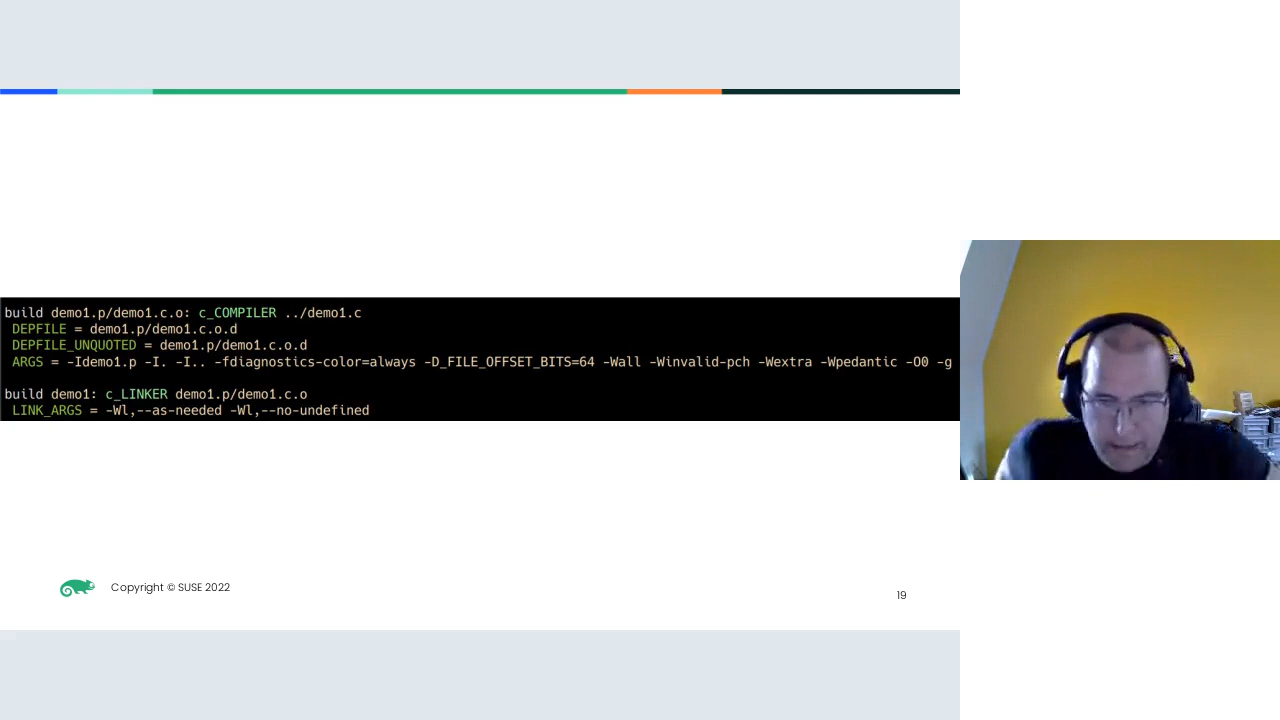 build demo1.p/demo1.c.o: c_COMPILER ../demo1.c
DEPFILE = demo1.p/demo1.c.o.d
DEPFILE_UNQUOTED = demo1.p/demo1.c.o.d
ARGS = -Idemo1.p -I. -I.. -fdiagnostics-color=always -D_FILE_OFFSET_BITS=64 -Wall -Winvalid-pch -Wextra -Wpedantic -O0 -g
build demo1: c_LINKER demo1.p/demo1.c.o
LINK_ARGS = -Wl,--as-needed -Wl,--no-undefined
Copyright © SUSE 2022
19